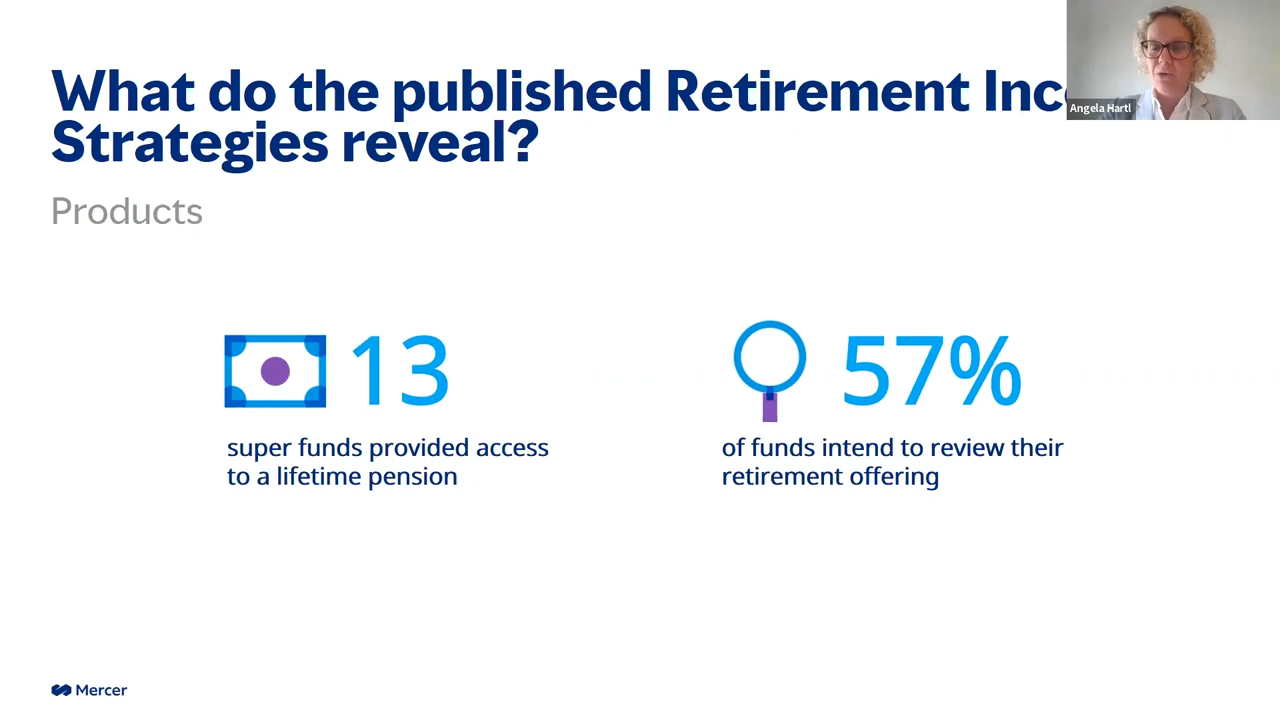 What do the published Retirement Inc
Strategies reveal?
Angela Hartl
Products
13
super funds provided access
to a lifetime pension
57%
of funds intend to review their
retirement offering
Mercer